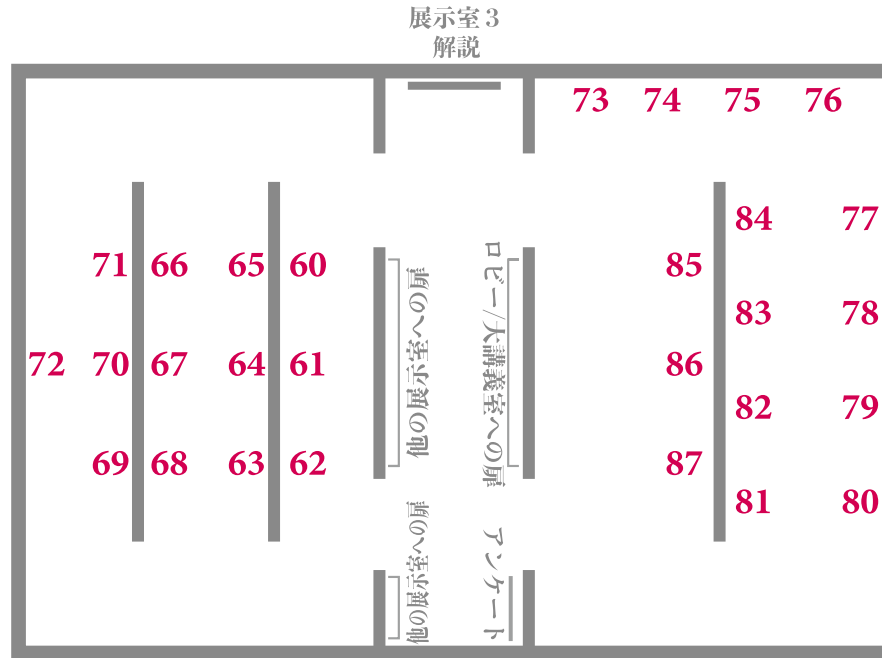 展示室３
解説
73 74 75 76
84 77
71 66 65 60 85
83 78
72 70 67 64 61 86
82 79
69 68 63 62 87
81 80
他の展示室への扉
ロビー/大講義室への扉
他の展示室への扉
アンケート